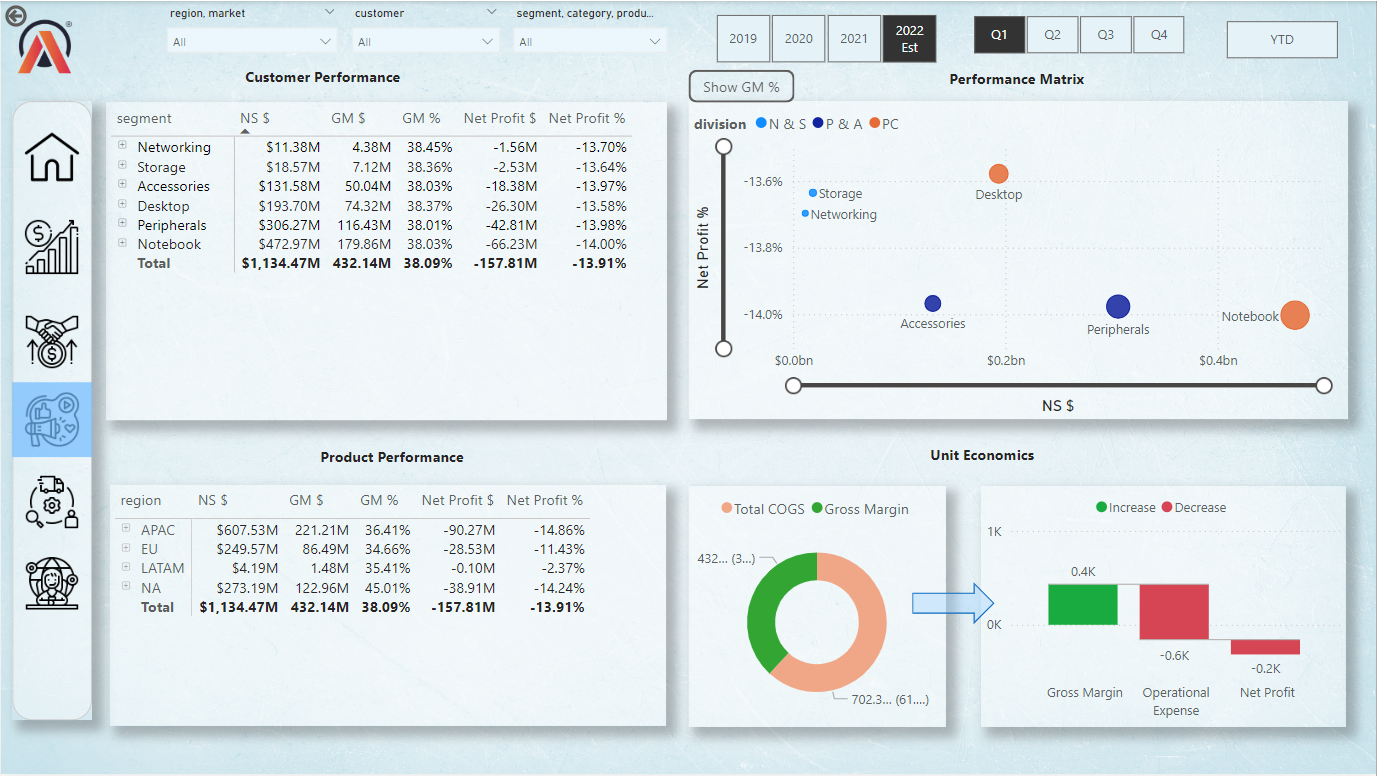 region, market
customer
segment, category, produ...
All
All
All
2019
2020
2021
2022
Est
Q1
Q2
Q3
Q4
YTD
Customer Performance
segment NS $ GM $ GM % Net Profit $ Net Profit %
Networking $11.38M 4.38M 38.45% -1.56M -13.70%
Storage $18.57M 7.12M 38.36% -2.53M -13.64%
Accessories $131.58M 50.04M 38.03% -18.38M -13.97%
Desktop $193.70M 74.32M 38.37% -26.30M -13.58%
Peripherals $306.27M 116.43M 38.01% -42.81M -13.98%
Notebook $472.97M 179.86M 38.03% -66.23M -14.00%
Total $1,134.47M 432.14M 38.09% -157.81M -13.91%
Show GM %
Performance Matrix
division N & S P & A PC
Net Profit %
-13.6%
-13.8%
-14.0%
Storage
Networking
Desktop
Accessories
Peripherals
Notebook
$0.0bn
$0.2bn
$0.4bn
NS $
Product Performance
region NS $ GM $ GM % Net Profit $ Net Profit %
APAC $607.53M 221.21M 36.41% -90.27M -14.86%
EU $249.57M 86.49M 34.66% -28.53M -11.43%
LATAM $4.19M 1.48M 35.41% -0.10M -2.37%
NA $273.19M 122.96M 45.01% -38.91M -14.24%
Total $1,134.47M 432.14M 38.09% -157.81M -13.91%
Unit Economics
Total COGS Gross Margin
432... (3...)
702.3... (61....)
Increase Decrease
1K
0K
0.4K
-0.6K
-0.2K
Gross Margin
Operational
Expense
Net Profit